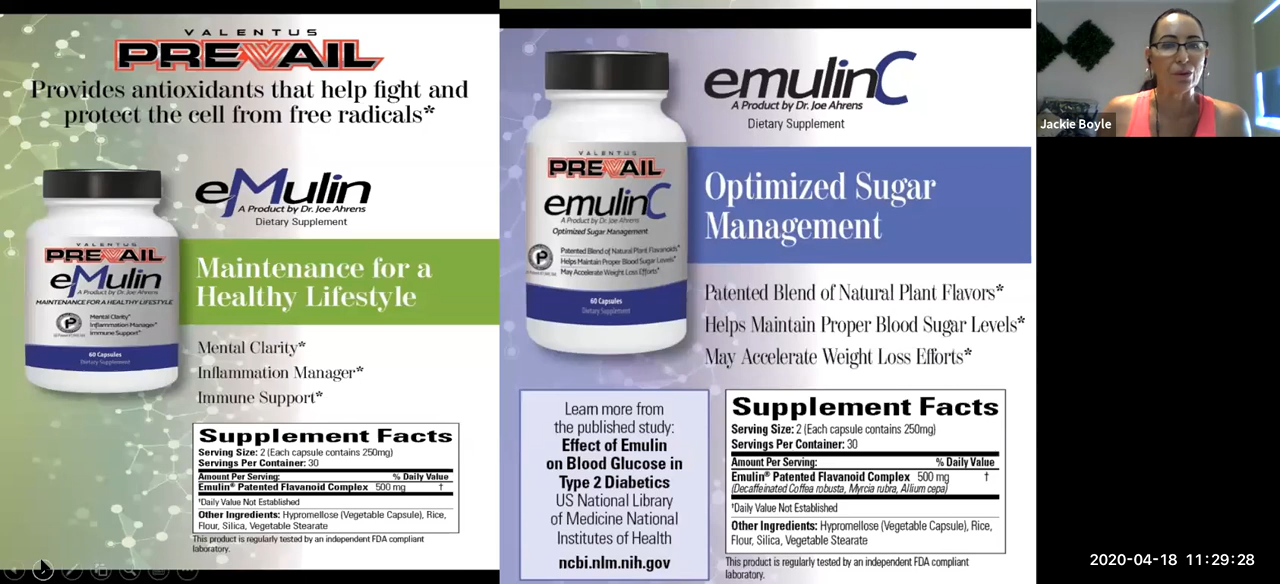 VALENTUS
PREVAIL
Provides antioxidants that help fight and
protect the cell from free radicals*
eMulin
A Product by Dr. Joe Ahrens
Dietary Supplement
Maintenance for a
Healthy Lifestyle
Mental Clarity*
Inflammation Manager*
Immune Support*
VALENTUS
PREVAIL
eMulin
A Product by Dr. Joe Ahrens
MAINTENANCE FOR A HEALTHY LIFESTYLE
Mental Clarity*
Inflammation Manager*
Immune Support*
60 Capsules
Dietary Supplement
Supplement Facts
Serving Size: 2 (Each capsule contains 250mg)
Servings Per Container: 30
Amount Per Serving: % Daily Value
Emulin® Patented Flavanoid Complex 500 mg †
†Daily Value Not Established
Other Ingredients: Hypromellose (Vegetable Capsule), Rice,
Flour, Silica, Vegetable Stearate
This product is regularly tested by an independent FDA compliant
laboratory.
emulinC
A Product by Dr. Joe Ahrens
Dietary Supplement
Optimized Sugar
Management
Patented Blend of Natural Plant Flavors*
Helps Maintain Proper Blood Sugar Levels*
May Accelerate Weight Loss Efforts*
VALENTUS
PREVAIL
emulinC
A Product by Dr. Joe Ahrens
Optimized Sugar Management
Patented Blend of Natural Plant Flavanoids*
Helps Maintain Proper Blood Sugar Levels*
May Accelerate Weight Loss Efforts*
60 Capsules
Dietary Supplement
Learn more from
the published study:
Effect of Emulin
on Blood Glucose in
Type 2 Diabetics
US National Library
of Medicine National
Institutes of Health
ncbi.nlm.nih.gov
Supplement Facts
Serving Size: 2 (Each capsule contains 250mg)
Servings Per Container: 30
Amount Per Serving: % Daily Value
Emulin® Patented Flavanoid Complex 500 mg †
(Decaffeinated Coffea robusta, Myrcia rubra, Allium cepa)
†Daily Value Not Established
Other Ingredients: Hypromellose (Vegetable Capsule), Rice,
Flour, Silica, Vegetable Stearate
This product is regularly tested by an independent FDA compliant
laboratory.
Jackie Boyle
2020-04-18 11:29:28